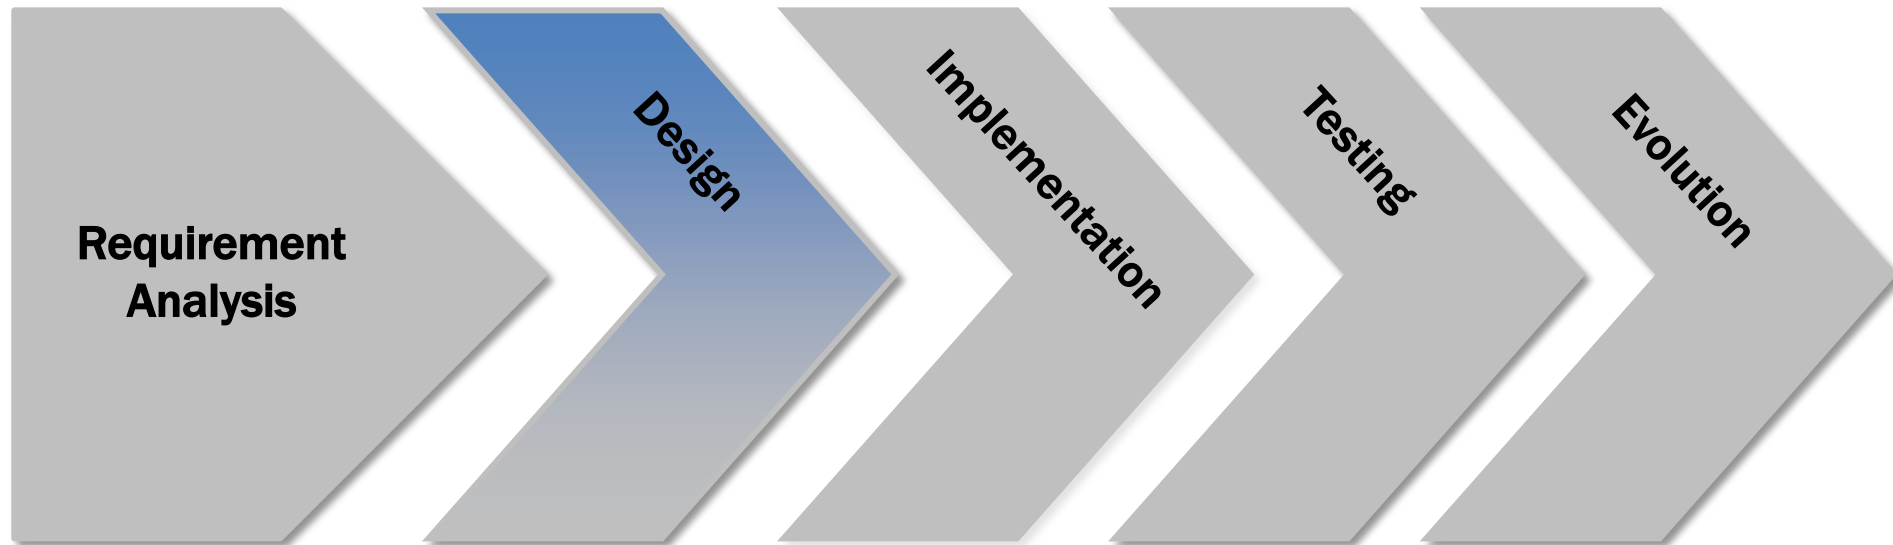 Requirement
Analysis
Design
Implementation
Testing
Evolution